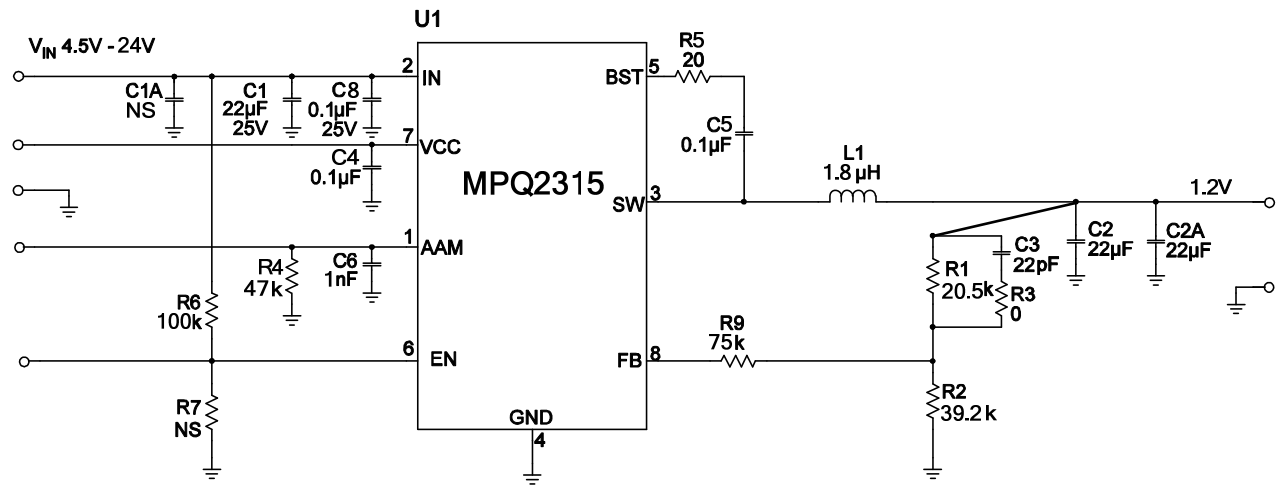 U1
V_IN 4.5V - 24V
C1A
NS
C1
22µF
25V
C8
0.1µF
25V
2
IN
BST
5
R5
20
C5
0.1µF
7
VCC
C4
0.1µF
MPQ2315
SW
3
L1
1.8 µH
1.2V
C2
22µF
C2A
22µF
1
AAM
R4
47k
C6
1nF
C3
22pF
R1
20.5k
R3
0
R6
100k
6
EN
FB
8
R9
75k
R7
NS
R2
39.2k
GND
4